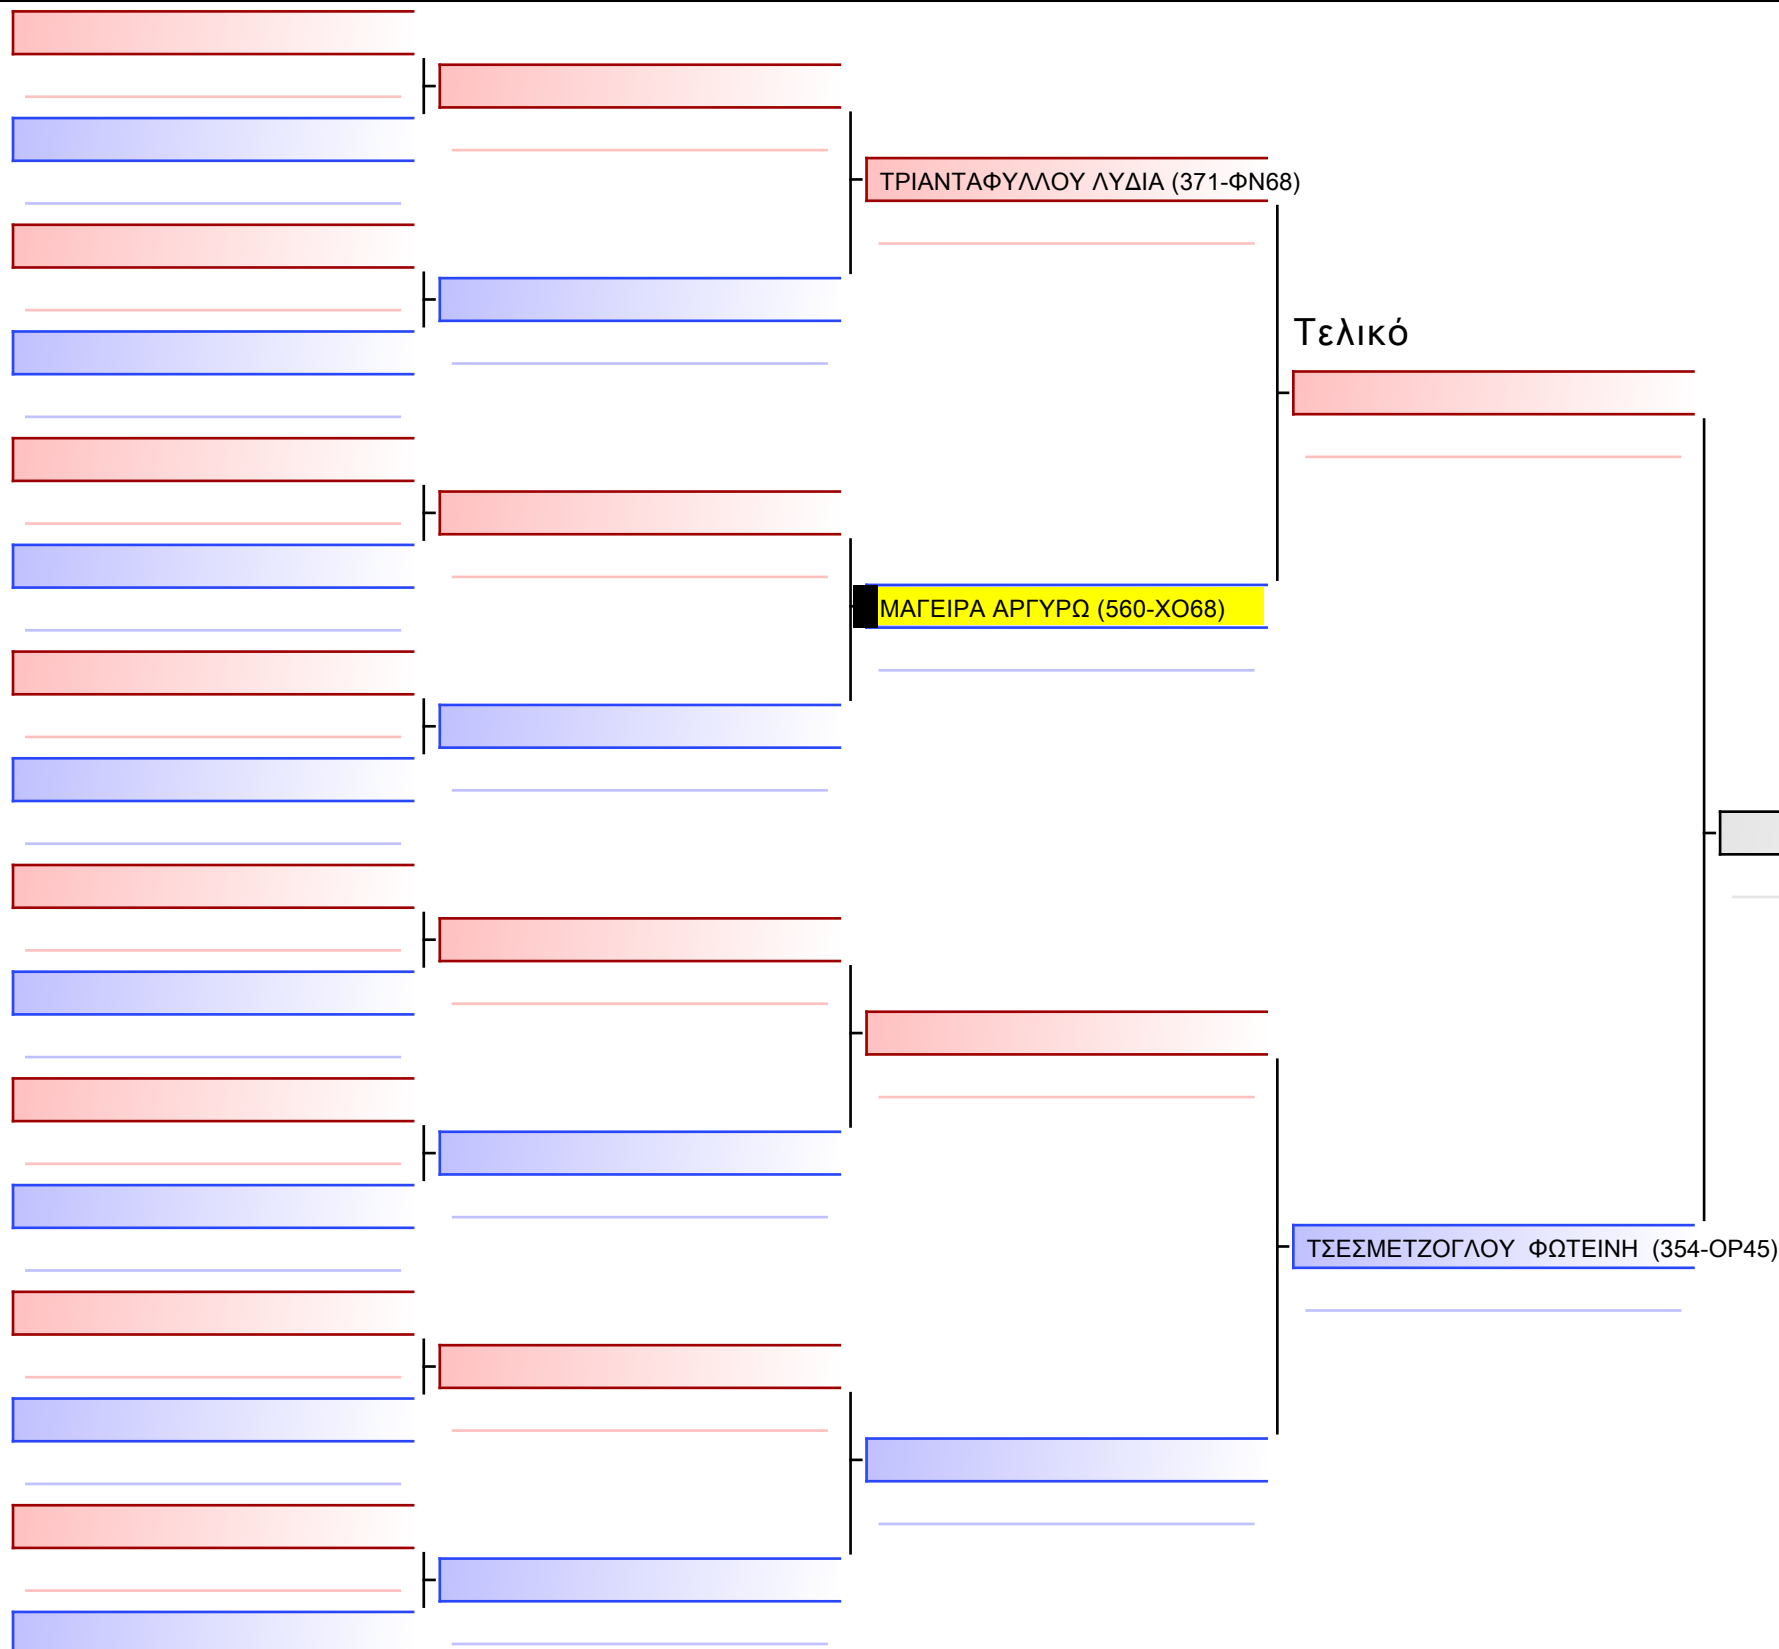 ΤΡΙΑΝΤΑΦΥΛΛΟΥ ΛΥΔΙΑ (371-ΦΝ68)
Τελικό
ΜΑΓΕΙΡΑ ΑΡΓΥΡΩ (560-ΧΟ68)
ΤΣΕΣΜΕΤΖΟΓΛΟΥ ΦΩΤΕΙΝΗ (354-ΟΡ45)